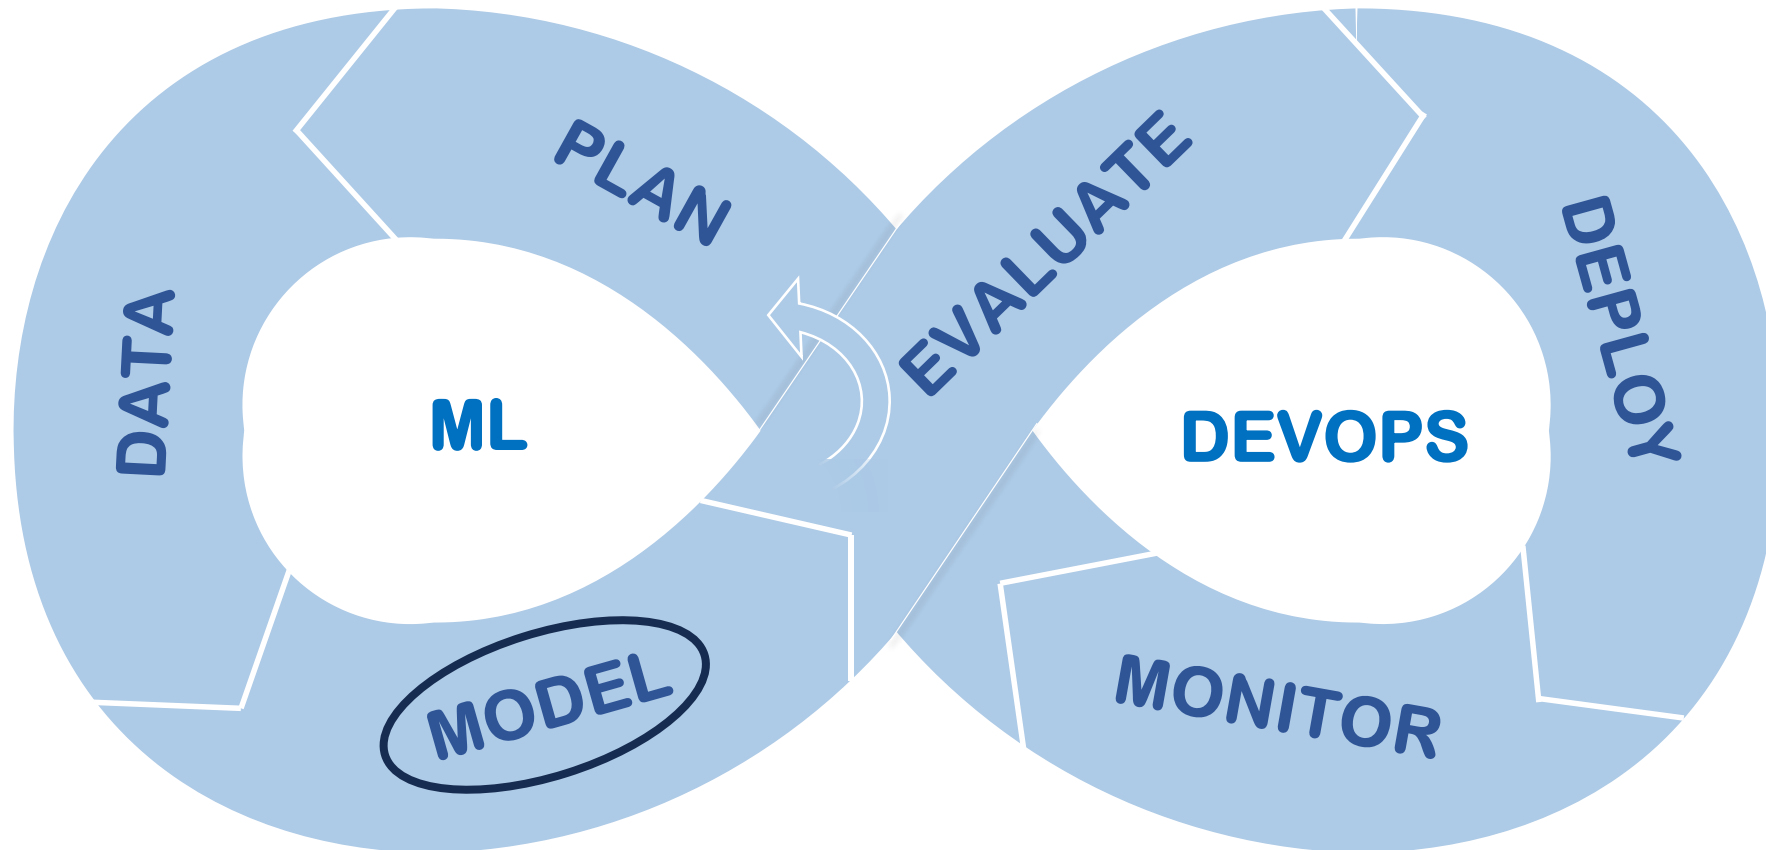 PLAN
DATA
MODEL
EVALUATE
DEPLOY
MONITOR
ML
DEVOPS